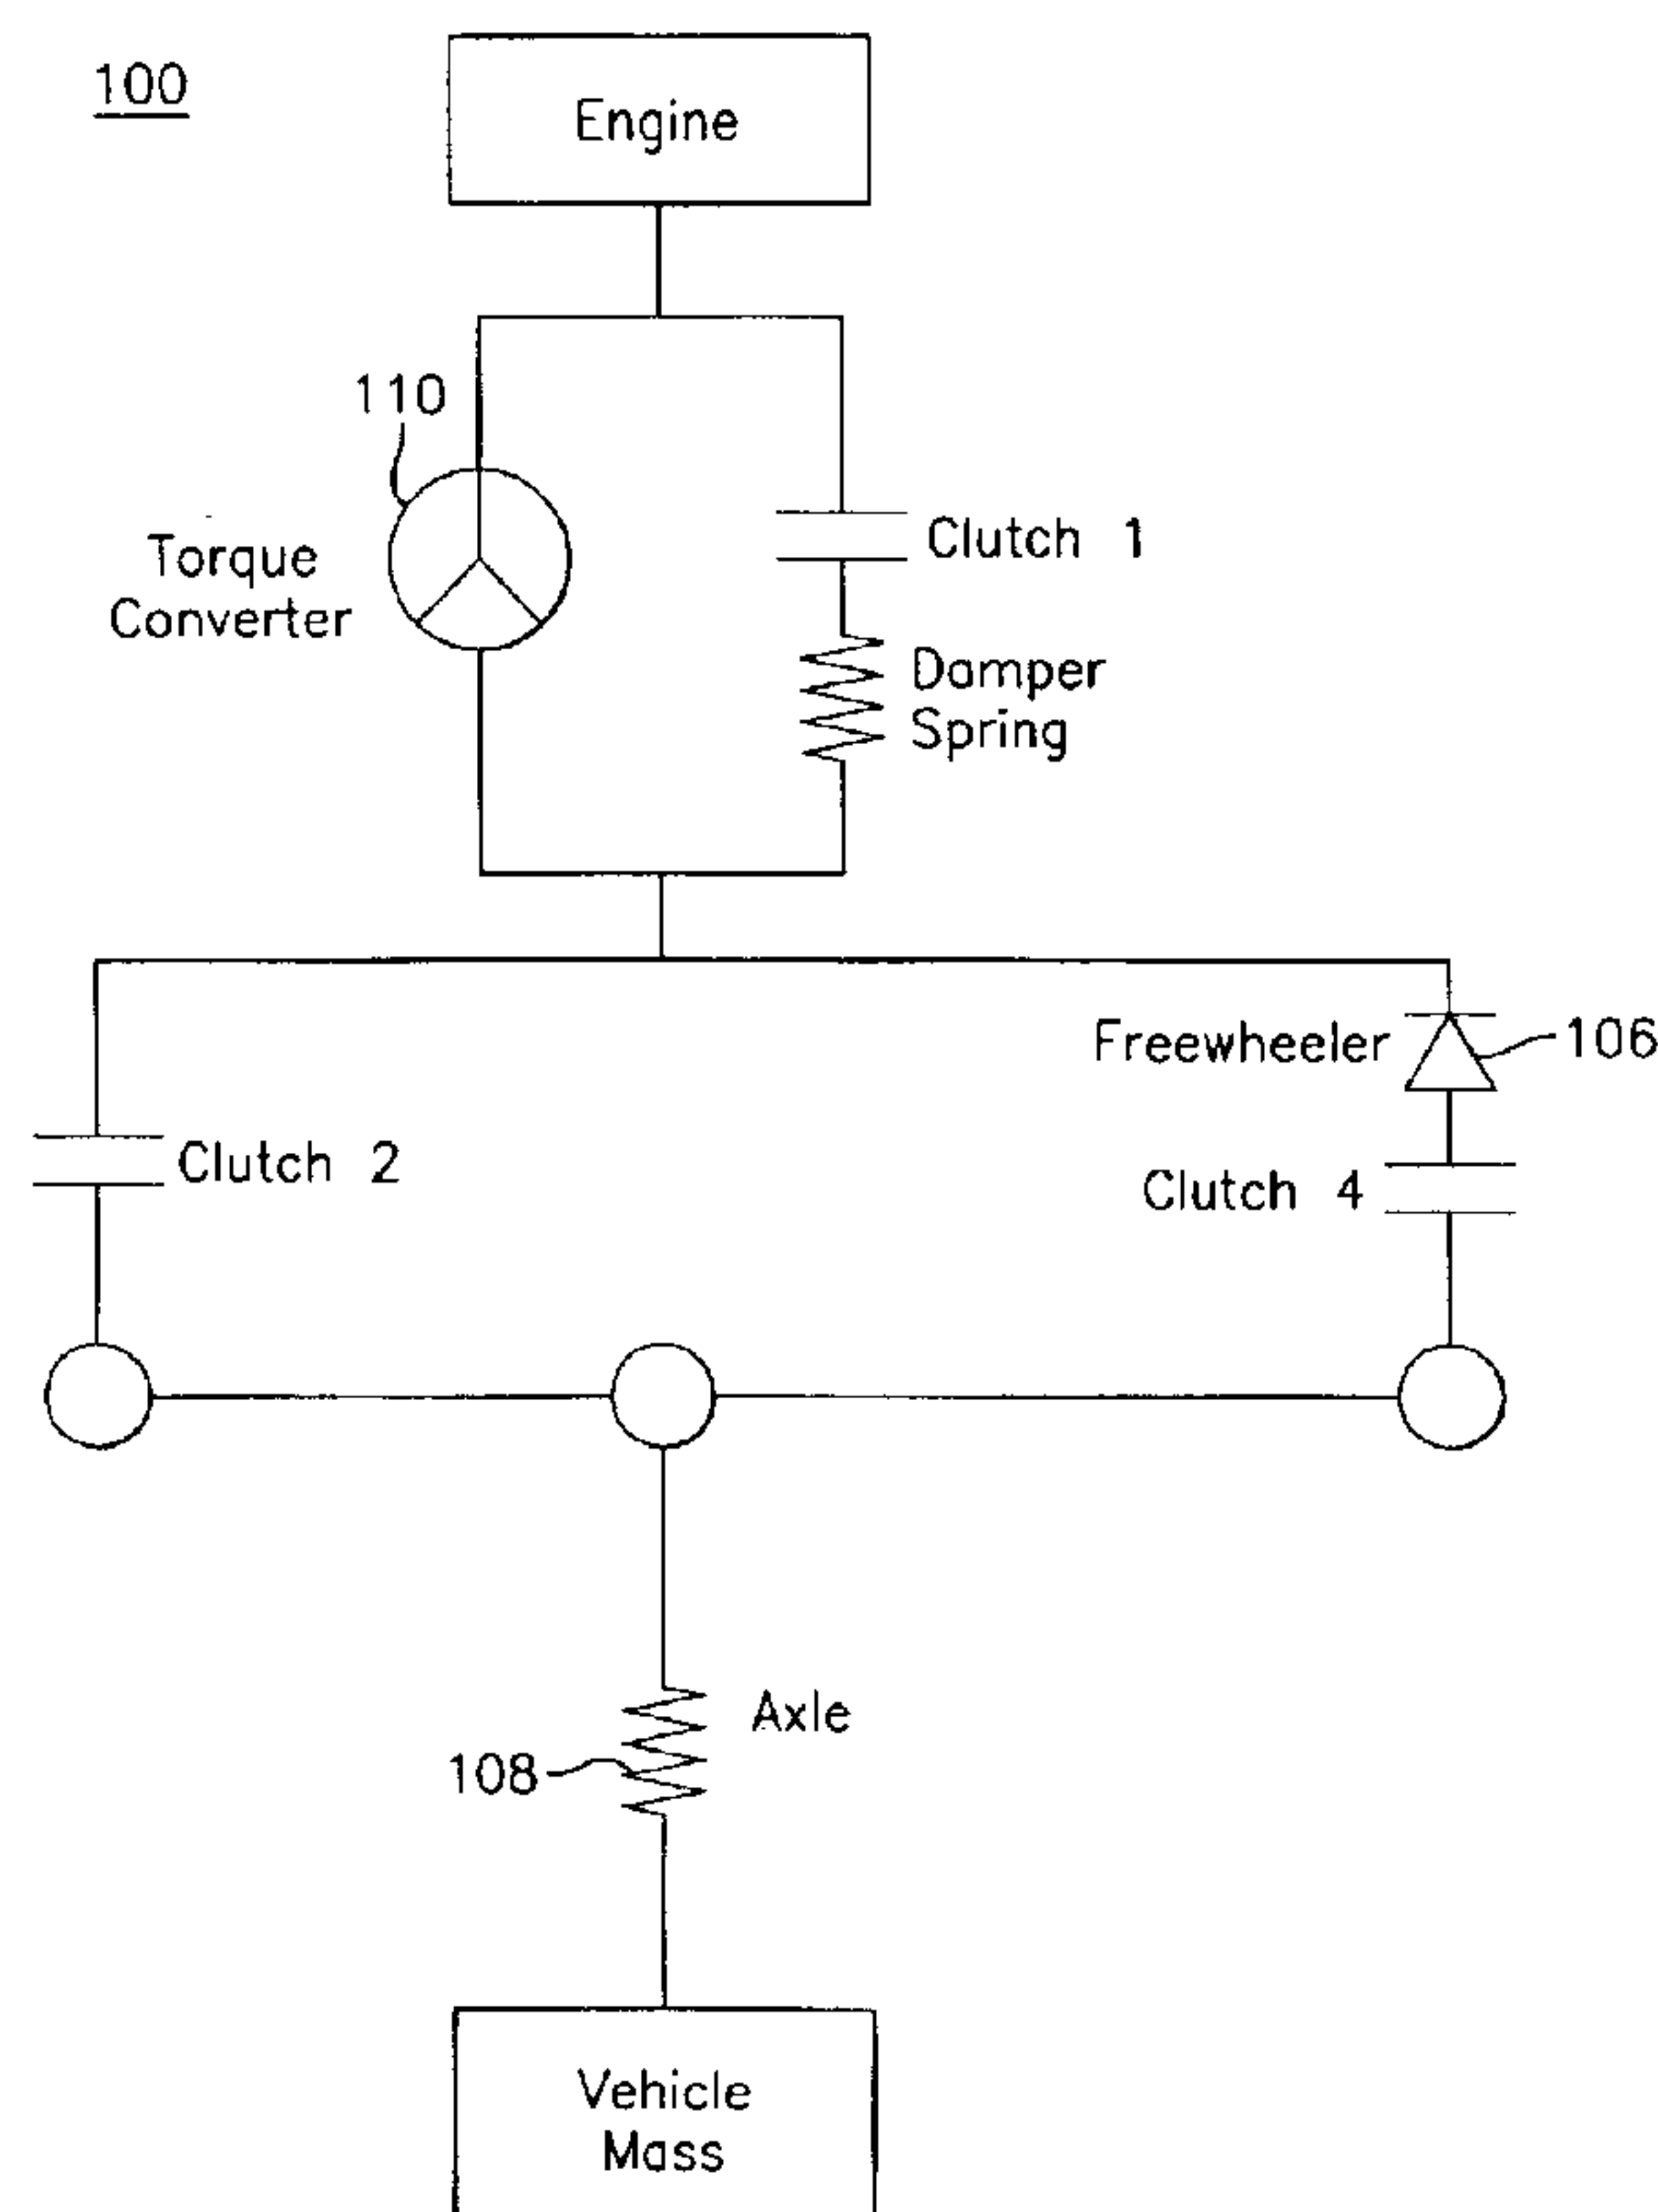 100
Engine
110
Torque
Converter
Clutch 1
Damper
Spring
Freewheeler
106
Clutch 2
Clutch 4
Axle
108
Vehicle
Mass